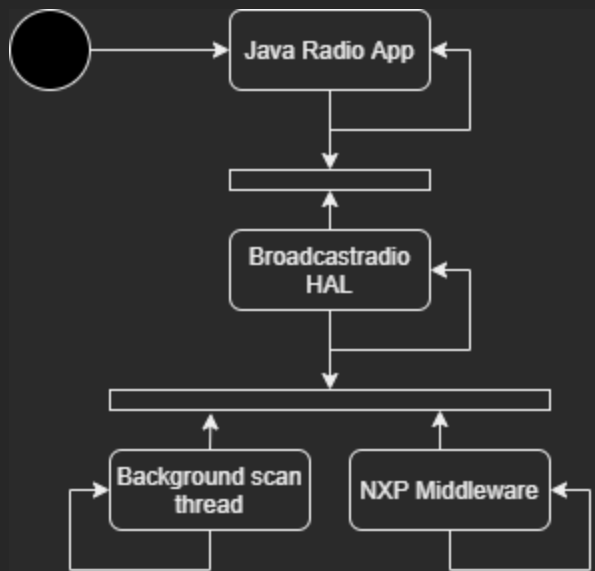 Java Radio App
Broadcastradio
HAL
Background scan
thread
NXP Middleware